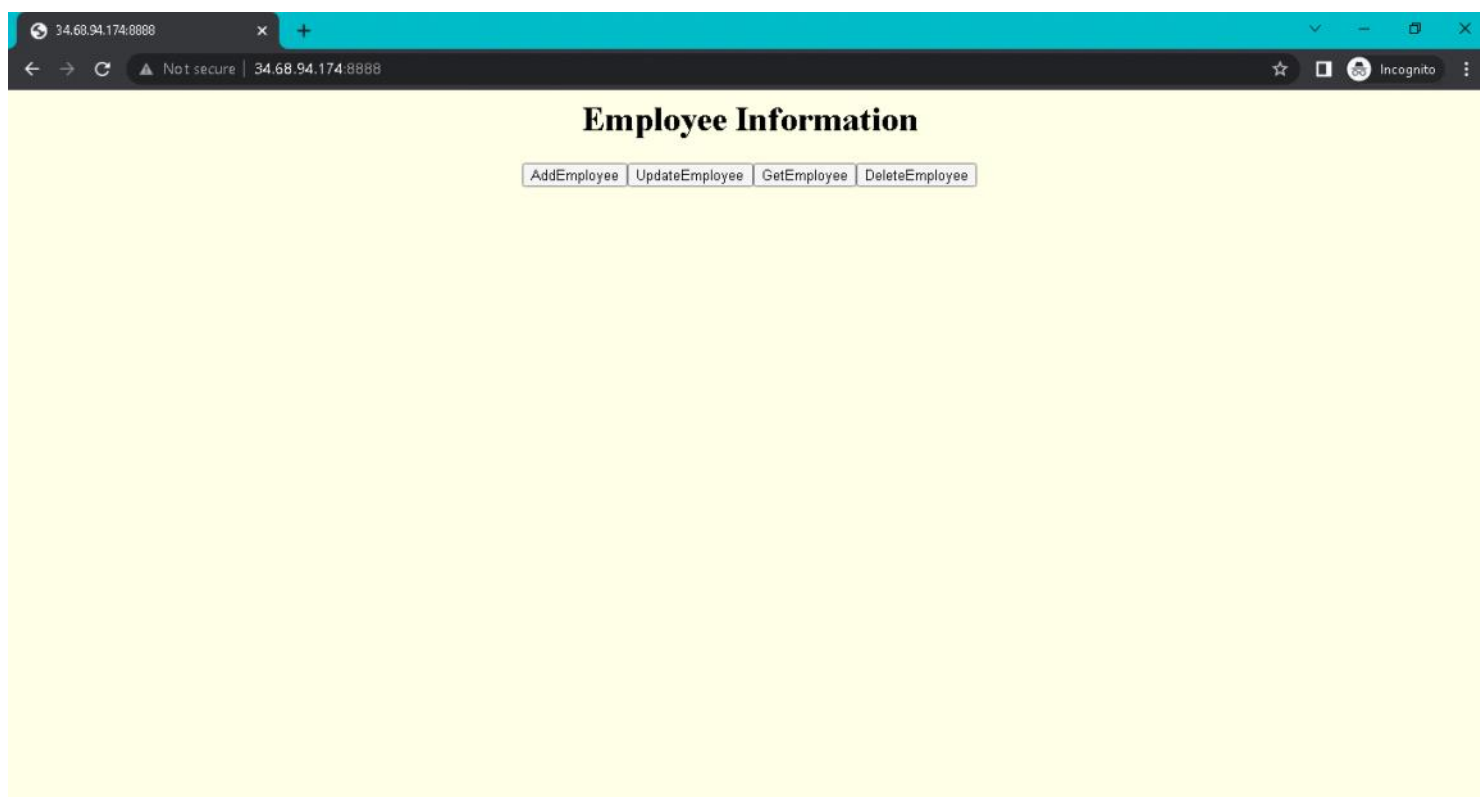 34.68.94.174:8888
Not secure | 34.68.94.174:8888 Incognito
Employee Information
AddEmployee UpdateEmployee GetEmployee DeleteEmployee